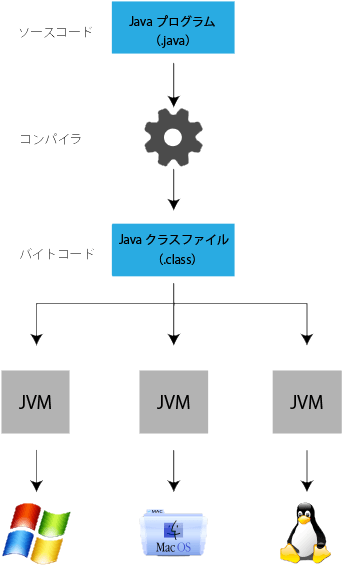 ソースコード
Java プログラム
(.java)
コンパイラ
バイトコード
Java クラスファイル
(.class)
JVM
JVM
JVM
MAC
Mac OS